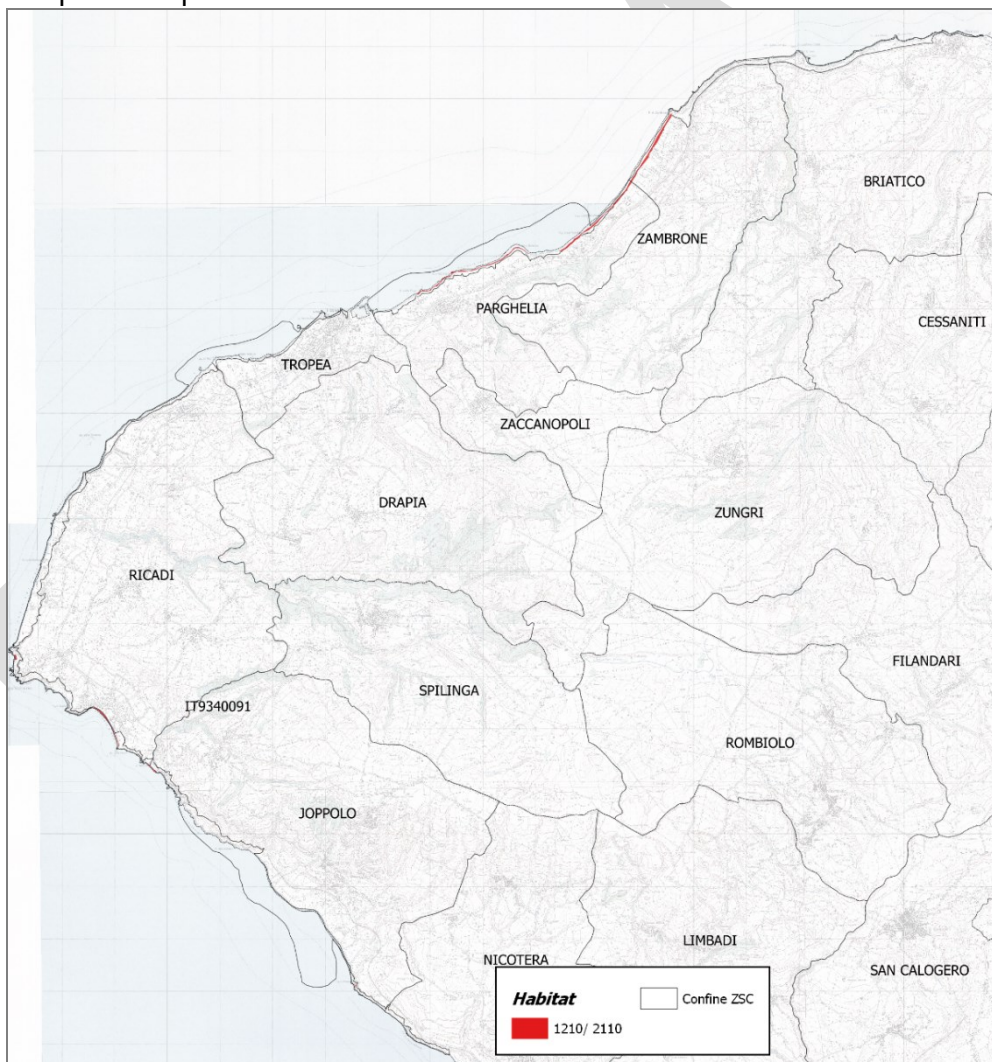 BRIATICO
ZAMBRONE
PARGHELIA
CESSANITI
TROPEA
ZACCANOPOLI
DRAPIA
ZUNGRI
RICADI
FILANDARI
SPILINGA
IT9340091
ROMBIOLO
JOPPOLO
LIMBADI
NICOTERA
SAN CALOGERO
Habitat
Confine ZSC
1210/ 2110